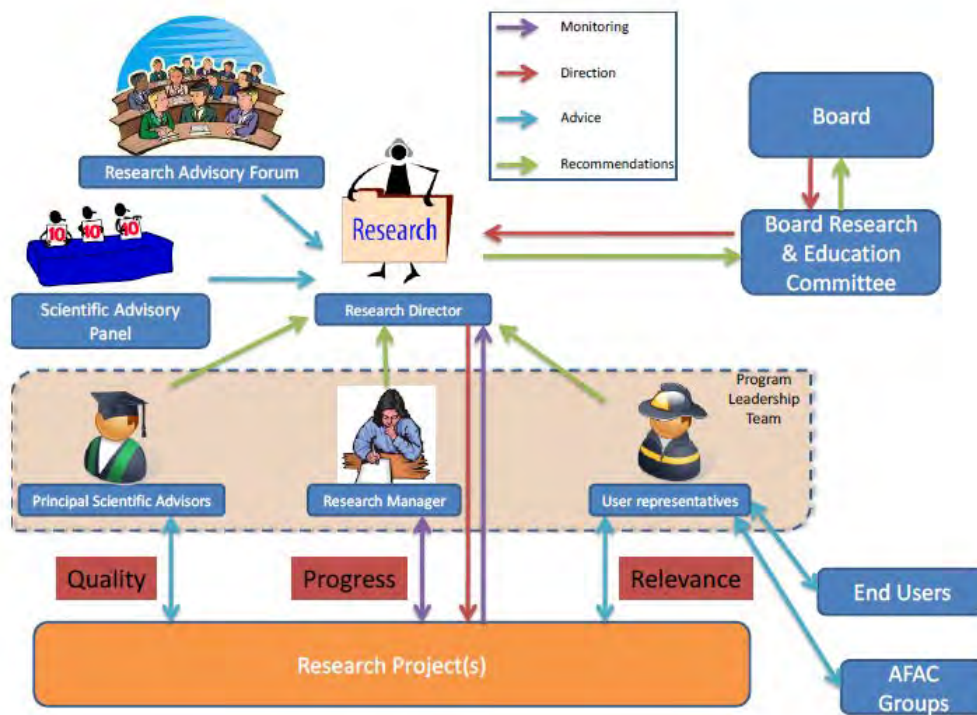 Monitoring
Direction
Advice
Recommendations
Board
Research Advisory Forum
Research
Board Research
& Education
Committee
10 10 10
Scientific Advisory
Panel
Research Director
Program
Leadership
Team
Principal Scientific Advisors
Research Manager
User representatives
Quality
Progress
Relevance
End Users
Research Project(s)
AFAC
Groups